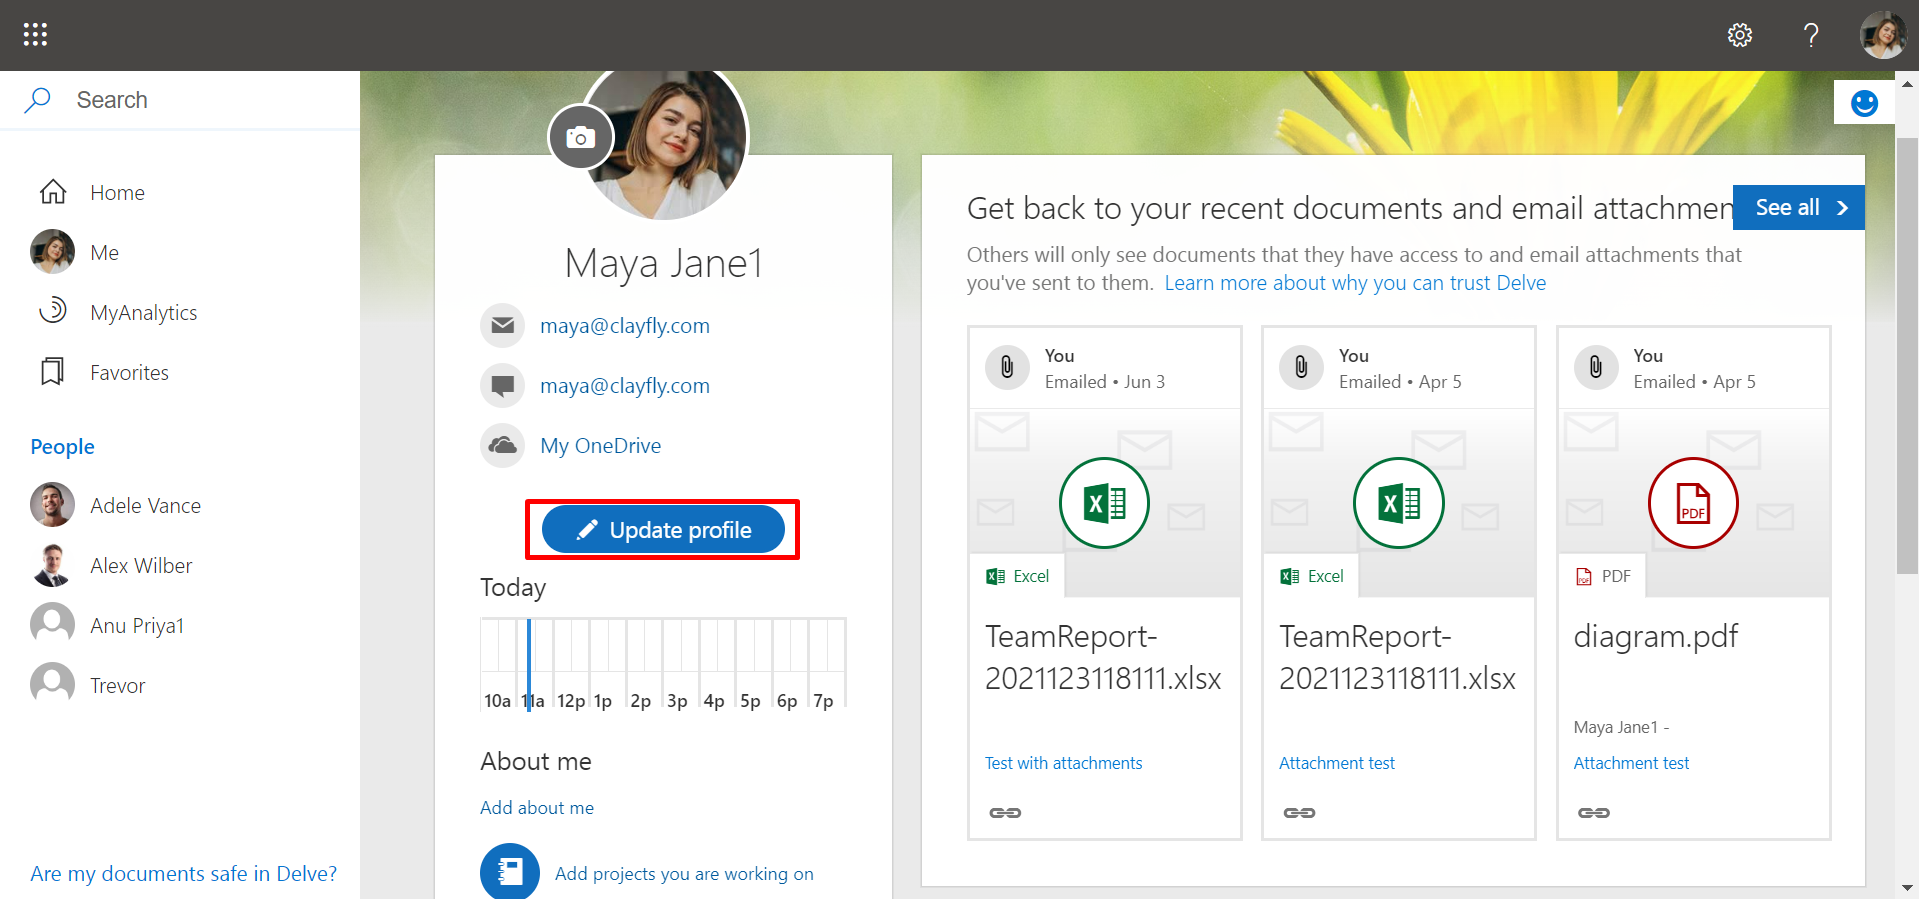 ?
Search
Home
Me
MyAnalytics
Favorites
People
Adele Vance
Alex Wilber
Anu Priya1
Trevor
Are my documents safe in Delve?
Maya Jane1
maya@clayfly.com
maya@clayfly.com
My OneDrive
Update profile
Today
10a 11a 12p 1p 2p 3p 4p 5p 6p 7p
About me
Add about me
Add projects you are working on
Get back to your recent documents and email attachmen
See all
Others will only see documents that they have access to and email attachments that
you've sent to them. Learn more about why you can trust Delve
You
Emailed • Jun 3
X
Excel
TeamReport-
2021123118111.xlsx
Test with attachments
You
Emailed • Apr 5
X
Excel
TeamReport-
2021123118111.xlsx
Attachment test
You
Emailed • Apr 5
PDF
PDF
diagram.pdf
Maya Jane1 -
Attachment test